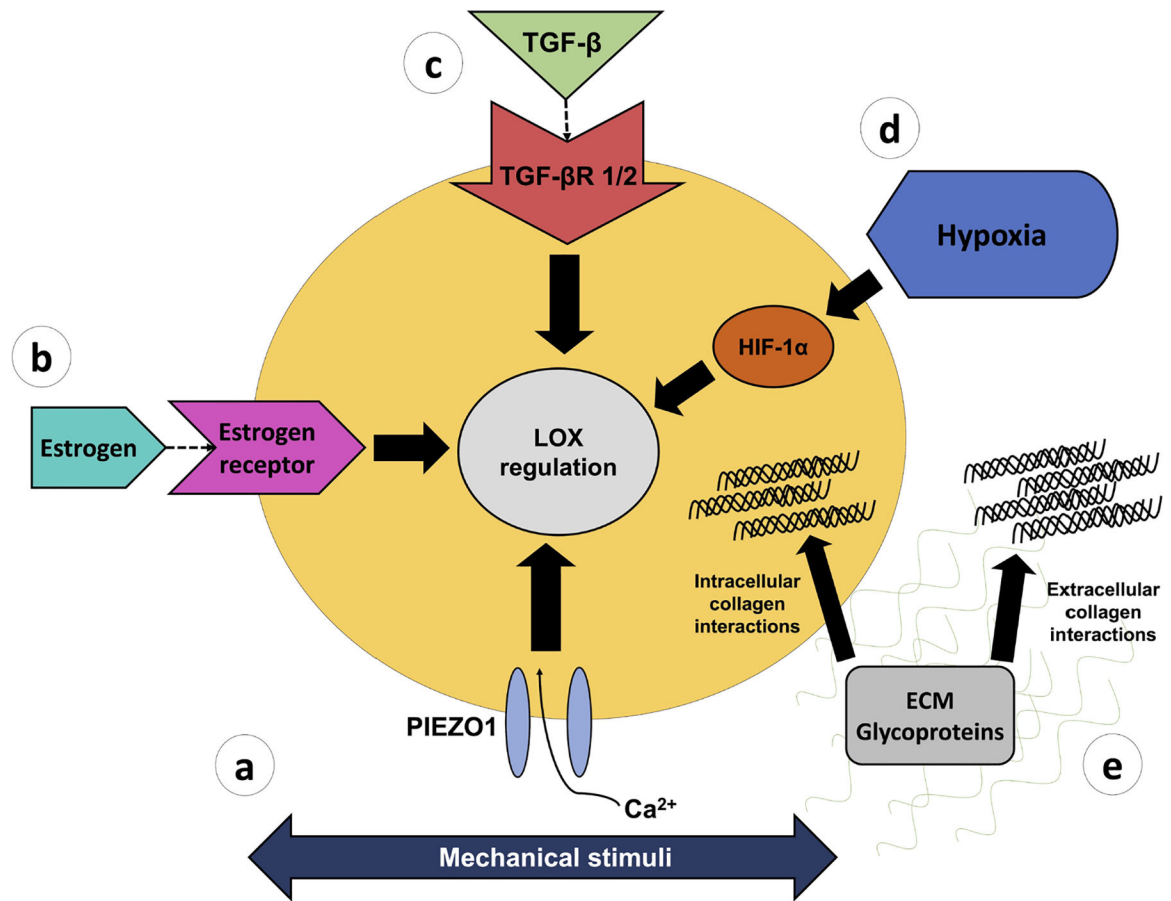 c
TGF-β
TGF-βR 1/2
d
Hypoxia
HIF-1α
b
Estrogen
Estrogen
receptor
LOX
regulation
Intracellular
collagen
interactions
Extracellular
collagen
interactions
ECM
Glycoproteins
e
PIEZO1
a
Ca²⁺
Mechanical stimuli